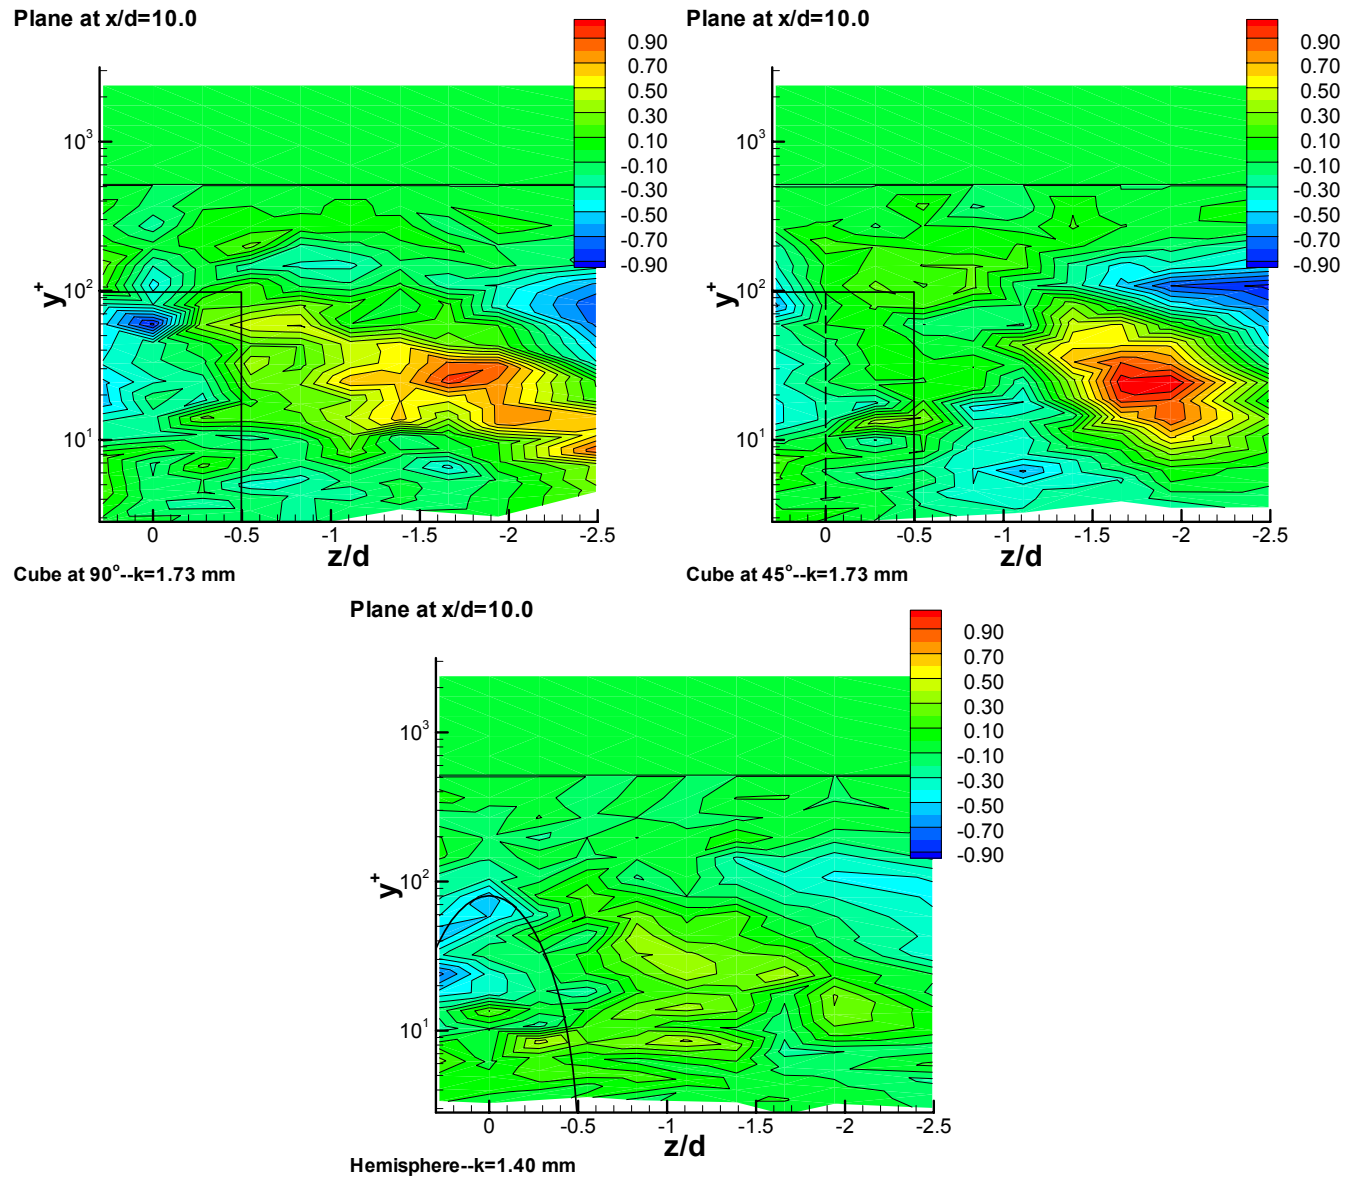 Plane at x/d=10.0
0.90
0.70
0.50
0.30
0.10
-0.10
-0.30
-0.50
-0.70
-0.90
10³
10²
10¹
y⁺
0 -0.5 -1 -1.5 -2 -2.5
z/d
Cube at 90°--k=1.73 mm
Plane at x/d=10.0
0.90
0.70
0.50
0.30
0.10
-0.10
-0.30
-0.50
-0.70
-0.90
10³
10²
10¹
y⁺
0 -0.5 -1 -1.5 -2 -2.5
z/d
Cube at 45°--k=1.73 mm
Plane at x/d=10.0
0.90
0.70
0.50
0.30
0.10
-0.10
-0.30
-0.50
-0.70
-0.90
10³
10²
10¹
y⁺
0 -0.5 -1 -1.5 -2 -2.5
z/d
Hemisphere--k=1.40 mm